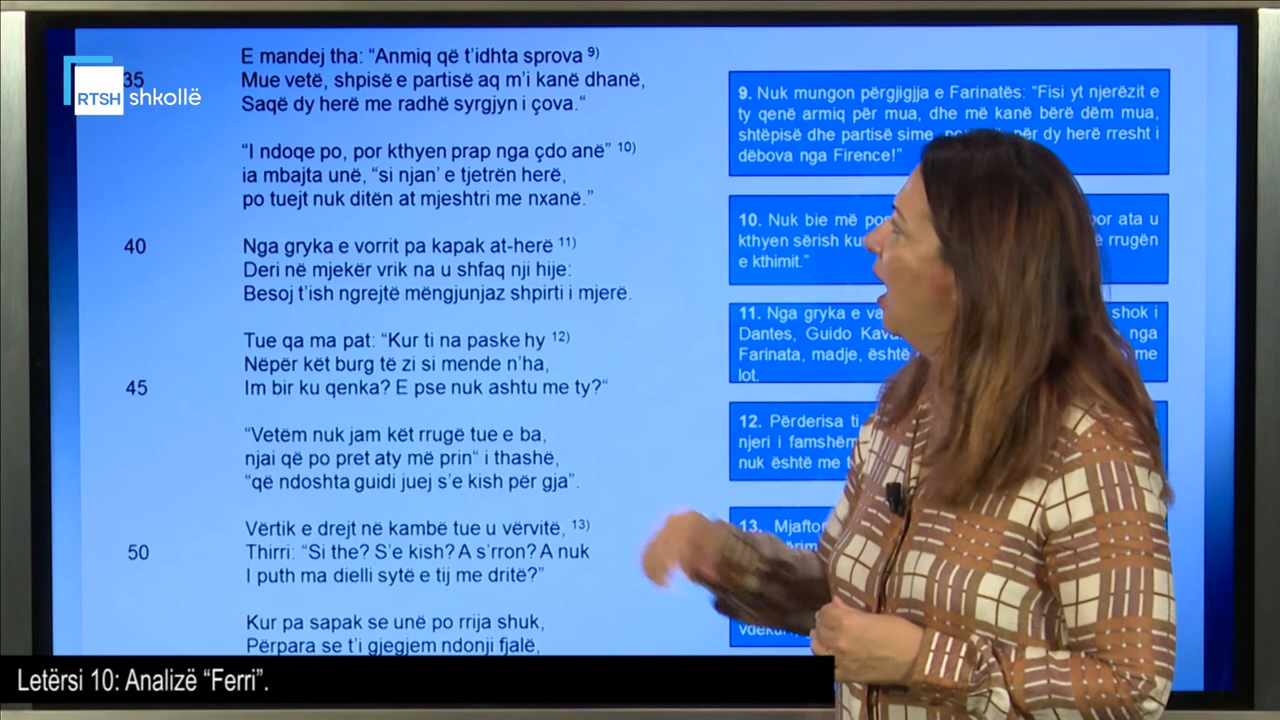 E mandej tha: “Anmiq që t’idhta sprova 9)
35
Mue vetë, shpisë e partisë aq m’i kanë dhanë,
Saqë dy herë me radhë syrgjyn i çova.“
“I ndoqe po, por kthyen prap nga çdo anë” 10)
ia mbajta unë, “si njan’ e tjetrën herë,
po tuejt nuk ditën at mjeshtri me nxanë.”
40
Nga gryka e vorrit pa kapak at-herë 11)
Deri në mjekër vrik na u shfaq nji hije:
Besoj t’ish ngrejtë mëngjunjaz shpirti i mjerë.
Tue qa ma pat: “Kur ti na paske hy 12)
Nëpër két burg të zi si mende n’ha,
45
Im bir ku qenka? E pse nuk ashtu me ty?“
“Vetëm nuk jam két rrugë tue e ba,
njai që po pret aty më prin“ i thashë,
“që ndoshta guidi juej s’e kish për gja”.
Vërtik e drejt në kambë tue u vërvitë, 13)
50
Thirri: “Si the? S’e kish? A s’rron? A nuk
I puth ma dielli sytë e tij me dritë?”
Kur pa sapak se unë po rrija shuk,
Përpara se t’i gjegjem ndonji fjalë,
9. Nuk mungon përgjigjja e Farinatës: “Fisi yt njerëzit e
ty qenë armiq për mua, dhe më kanë bërë dëm mua,
shtëpisë dhe partisë sime, për dy herë rresht i
dëbova nga Firence!”
10. Nuk bie më por ata u
kthyen sërish rrugën
e kthimit.”
11. Nga gryka e shok i
Dantes, Guido nga
Farinata, madje, është me
lot.
12. Përderisa ti
njeri i famshëm
nuk është me
13.
RTSH shkollë
Letërsi 10: Analizë “Ferri”.